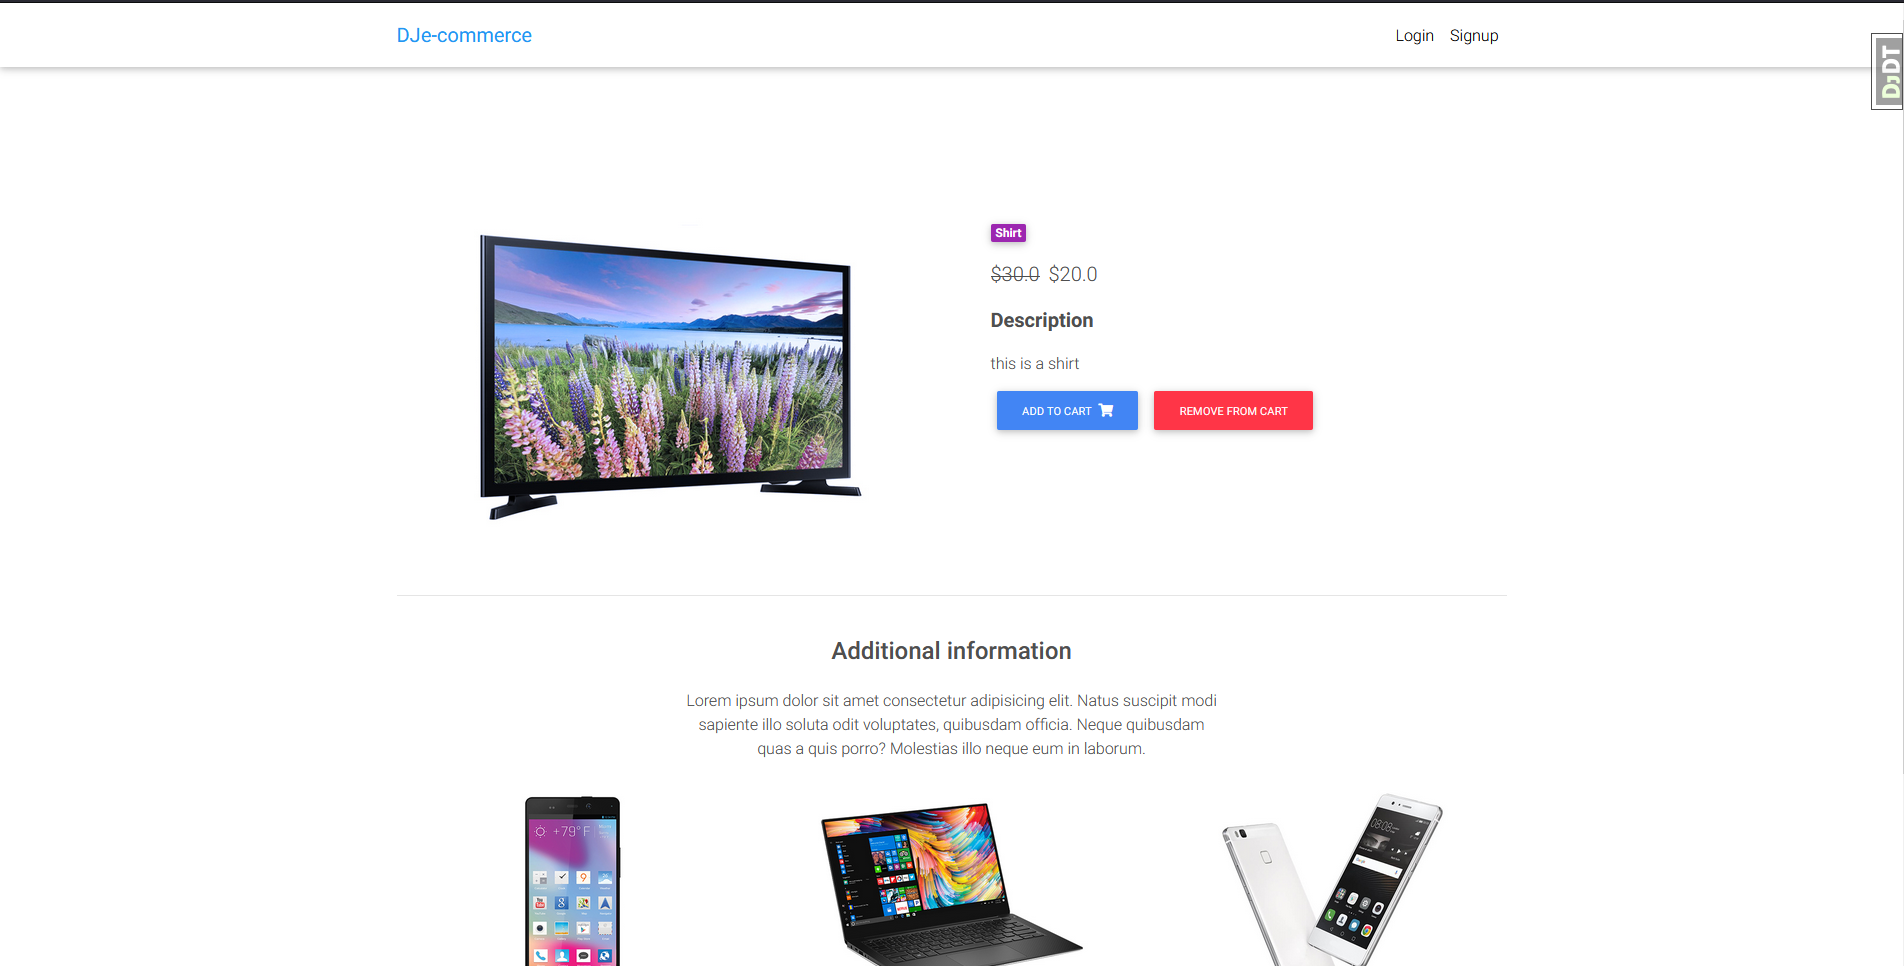 DJe-commerce
Login Signup
DJDT
Shirt
$30.0 $20.0
Description
this is a shirt
ADD TO CART
REMOVE FROM CART
Additional information
Lorem ipsum dolor sit amet consectetur adipisicing elit. Natus suscipit modi
sapiente illo soluta odit voluptates, quibusdam officia. Neque quibusdam
quas a quis porro? Molestias illo neque eum in laborum.
+79°F
08:08